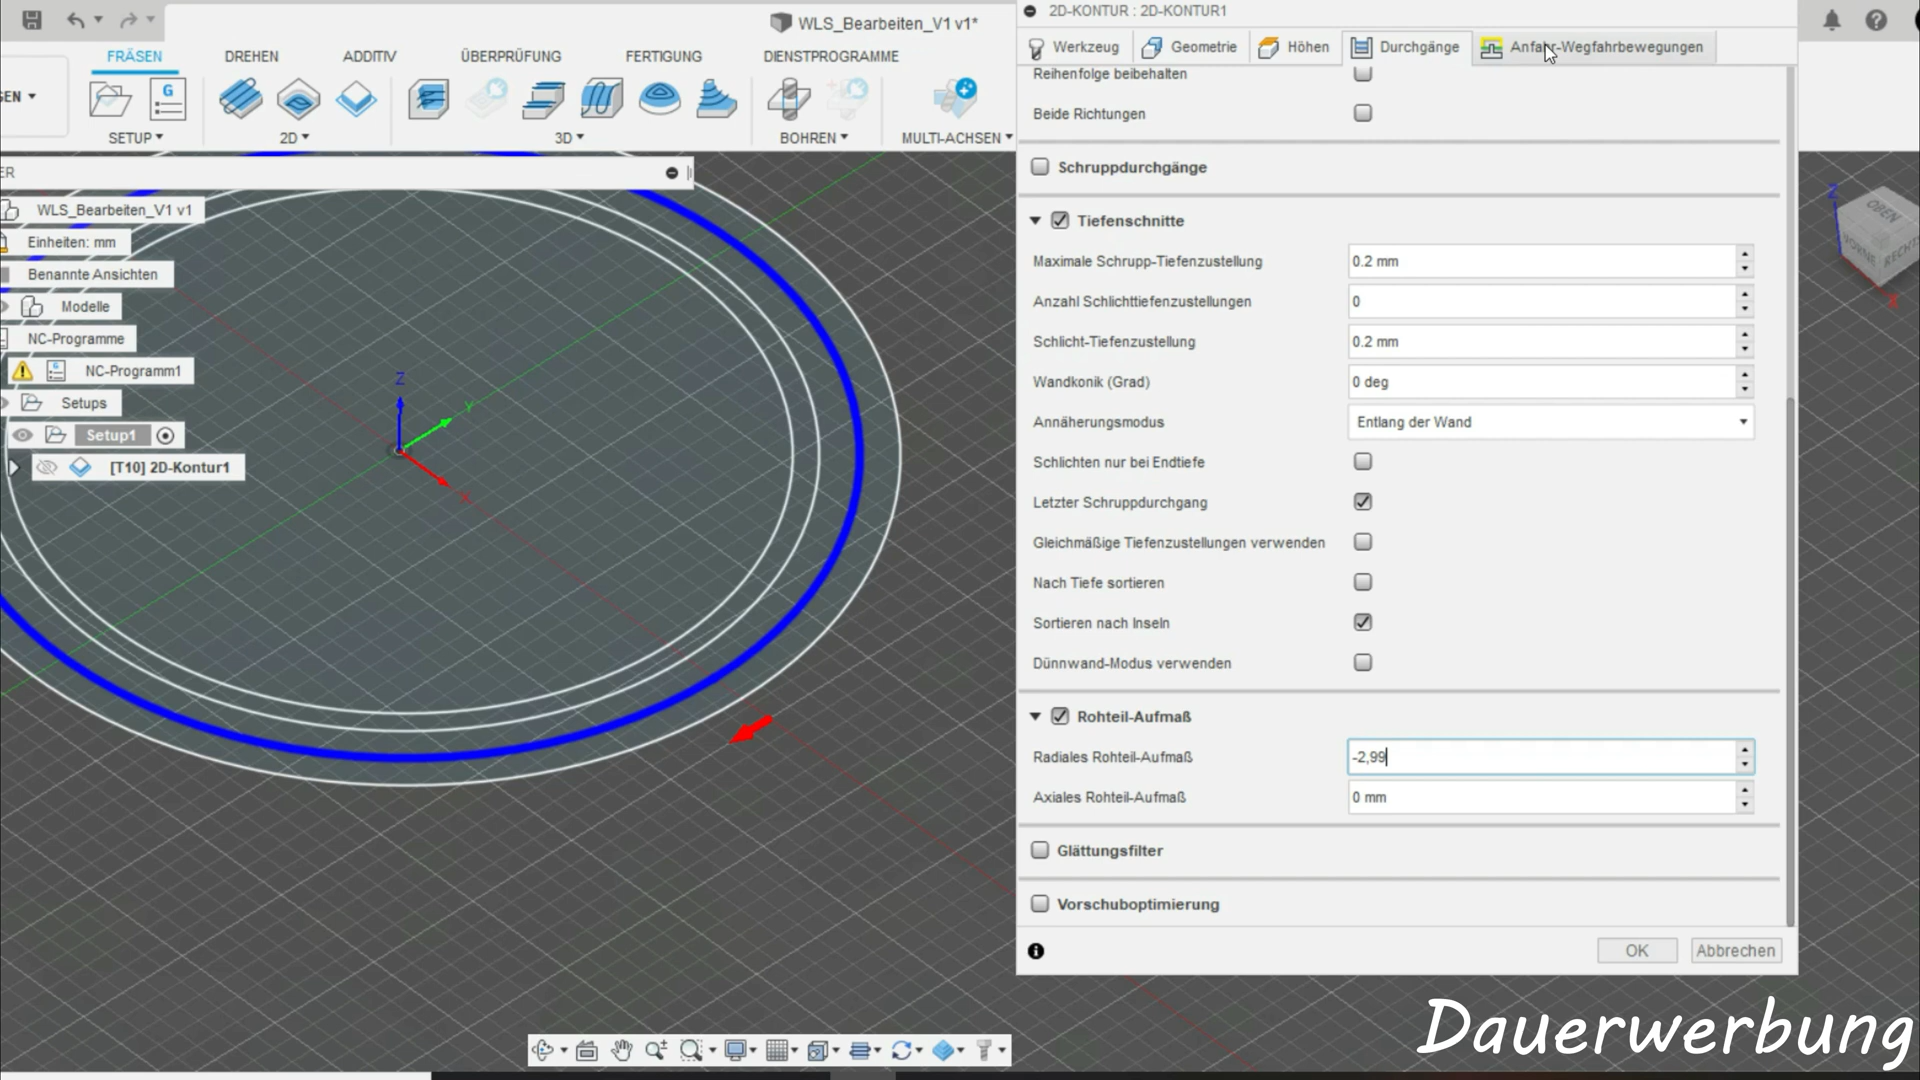 WLS_Bearbeiten_V1 v1*
FRÄSEN
DREHEN
ADDITIV
ÜBERPRÜFUNG
FERTIGUNG
DIENSTPROGRAMME
GEN
G
SETUP
2D
3D
BOHREN
MULTI-ACHSEN
ER
WLS_Bearbeiten_V1 v1
Einheiten: mm
Benannte Ansichten
Modelle
NC-Programme
NC-Programm1
Setups
Setup1
[T10] 2D-Kontur1
Z
Y
X
2D-KONTUR : 2D-KONTUR1
Werkzeug
Geometrie
Höhen
Durchgänge
Anfahr-Wegfahrbewegungen
Reihenfolge beibehalten
Beide Richtungen
Schruppdurchgänge
Tiefenschnitte
Maximale Schrupp-Tiefenzustellung
0.2 mm
Anzahl Schlichttiefenzustellungen
0
Schlicht-Tiefenzustellung
0.2 mm
Wandkonik (Grad)
0 deg
Annäherungsmodus
Entlang der Wand
Schlichten nur bei Endtiefe
Letzter Schruppdurchgang
Gleichmäßige Tiefenzustellungen verwenden
Nach Tiefe sortieren
Sortieren nach Inseln
Dünnwand-Modus verwenden
Rohteil-Aufmaß
Radiales Rohteil-Aufmaß
-2,99
Axiales Rohteil-Aufmaß
0 mm
Glättungsfilter
Vorschuboptimierung
OK
Abbrechen
Z
OBEN
VORNE
RECHTS
X
Dauerwerbung